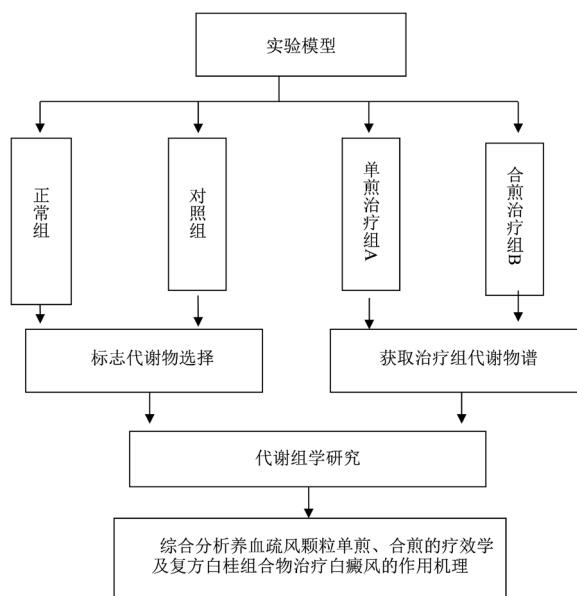 实验模型
正常组
对照组
单煎治疗组A
合煎治疗组B
标志代谢物选择
获取治疗组代谢物谱
代谢组学研究
综合分析养血疏风颗粒单煎、合煎的疗效学
及复方白桂组合物治疗白癜风的作用机理